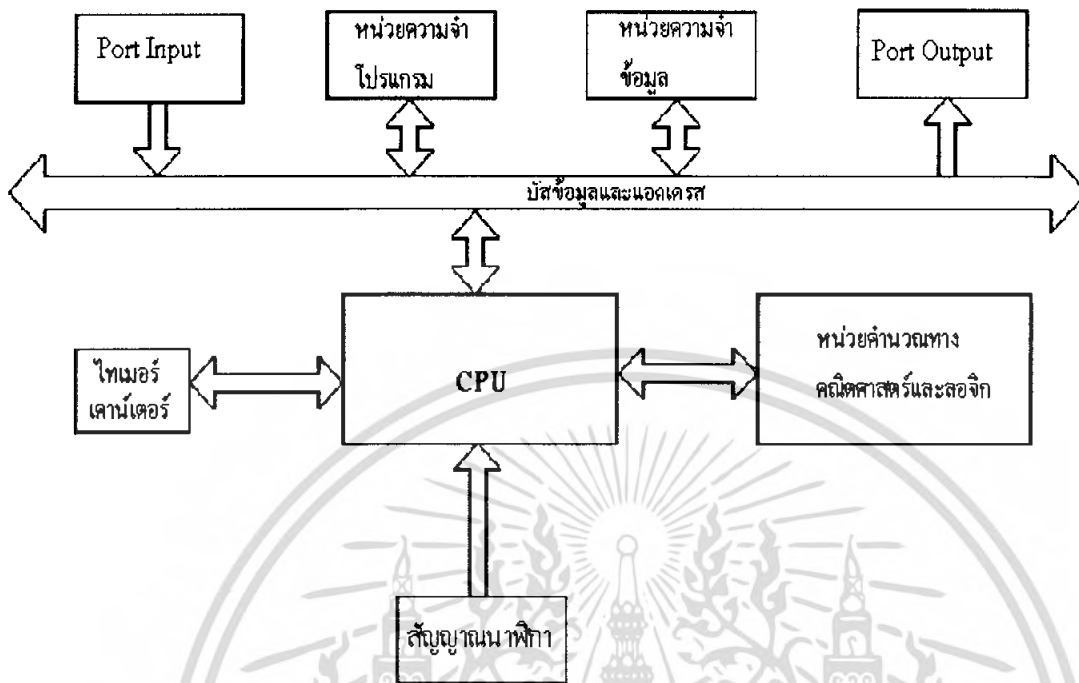 Port Input
หน่วยความจำ
โปรแกรม
หน่วยความจำ
ข้อมูล
Port Output
บัสข้อมูลและแอดเดรส
ไทเมอร์
เคาน์เตอร์
CPU
หน่วยคำนวณทาง
คณิตศาสตร์และลอจิก
สัญญาณนาฬิกา